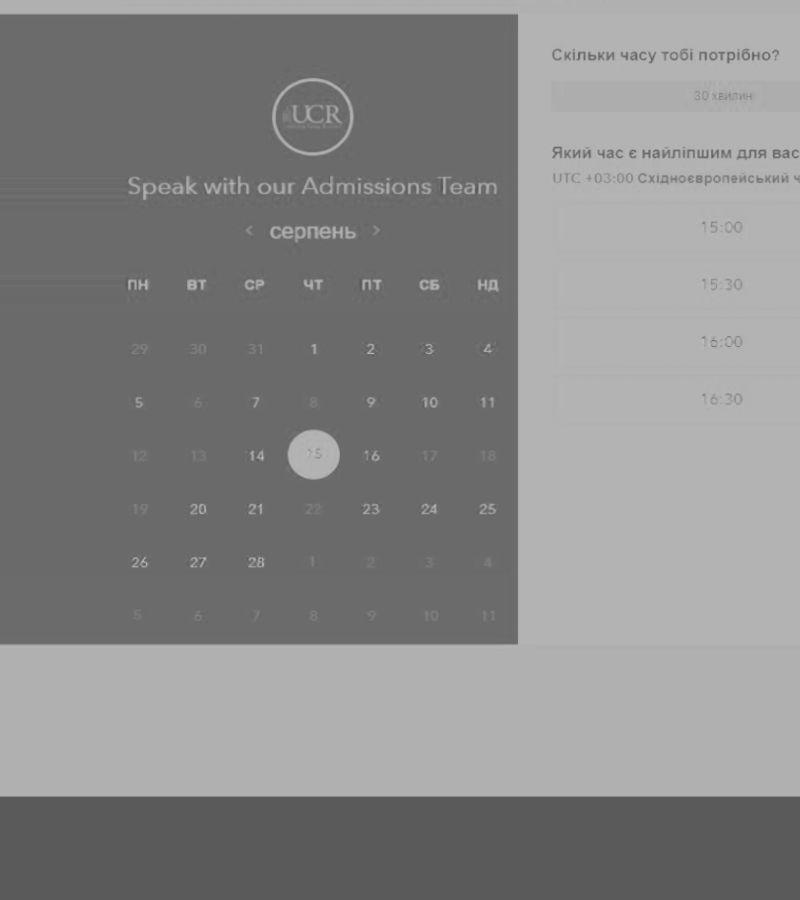 UCR
Speak with our Admissions Team
< серпень >
ПН ВТ СР ЧТ ПТ СБ НД
29 30 31 1 2 3 4
5 6 7 8 9 10 11
12 13 14 15 16 17 18
19 20 21 22 23 24 25
26 27 28 1 2 3 4
5 6 7 8 9 10 11
Скільки часу тобі потрібно?
30 хвилин
Який час є найліпшим для вас
UTC +03:00 Східноєвропейський ч
15:00
15:30
16:00
16:30